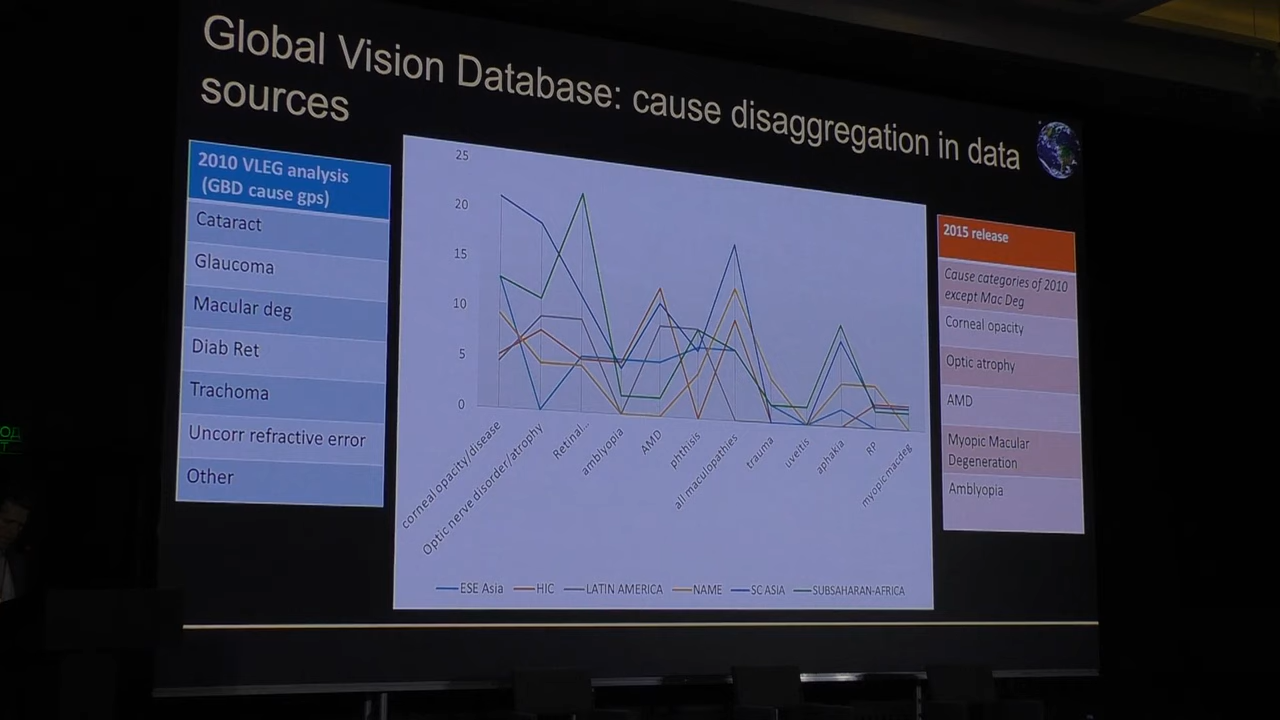 Global Vision Database: cause disaggregation in data
sources
2010 VLEG analysis
(GBD cause gps)
Cataract
Glaucoma
Macular deg
Diab Ret
Trachoma
Uncorr refractive error
Other
25
20
15
10
5
0
corneal opacity/disease
Optic nerve disorder/atrophy
Retinal...
amblyopia
AMD
phthisis
all maculopathies
trauma
uveitis
aphakia
RP
myopic macdeg
ESE Asia
HIC
LATIN AMERICA
NAME
SC ASIA
SUBSAHARAN-AFRICA
2015 release
Cause categories of 2010
except Mac Deg
Corneal opacity
Optic atrophy
AMD
Myopic Macular
Degeneration
Amblyopia